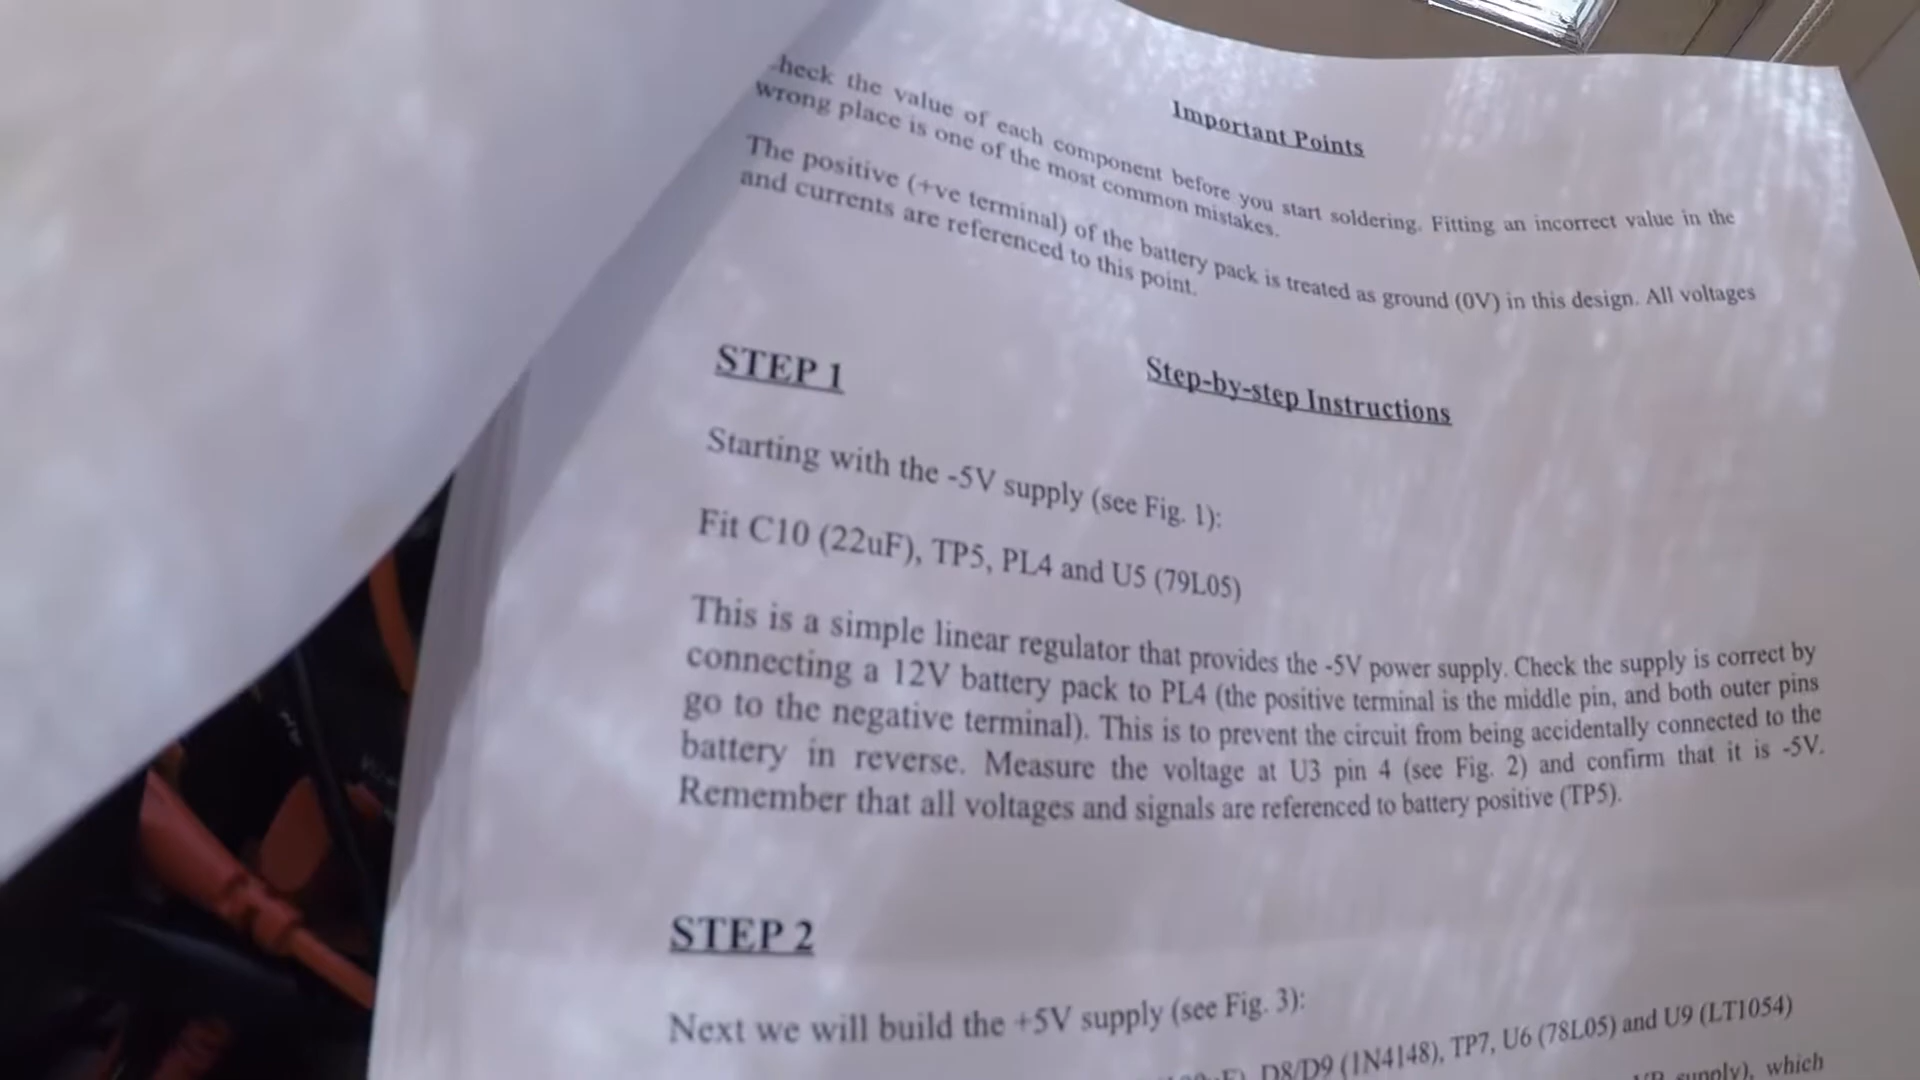 Important Points
heck the value of each component before you start soldering. Fitting an incorrect value in the
wrong place is one of the most common mistakes.
The positive (+ve terminal) of the battery pack is treated as ground (0V) in this design. All voltages
and currents are referenced to this point.
Step-by-step Instructions
STEP 1
Starting with the -5V supply (see Fig. 1):
Fit C10 (22uF), TP5, PL4 and U5 (79L05)
This is a simple linear regulator that provides the -5V power supply. Check the supply is correct by
connecting a 12V battery pack to PL4 (the positive terminal is the middle pin, and both outer pins
go to the negative terminal). This is to prevent the circuit from being accidentally connected to the
battery in reverse. Measure the voltage at U3 pin 4 (see Fig. 2) and confirm that it is -5V.
Remember that all voltages and signals are referenced to battery positive (TP5).
STEP 2
Next we will build the +5V supply (see Fig. 3):
D8/D9 (1N4148), TP7, U6 (78L05) and U9 (LT1054)
supply), which